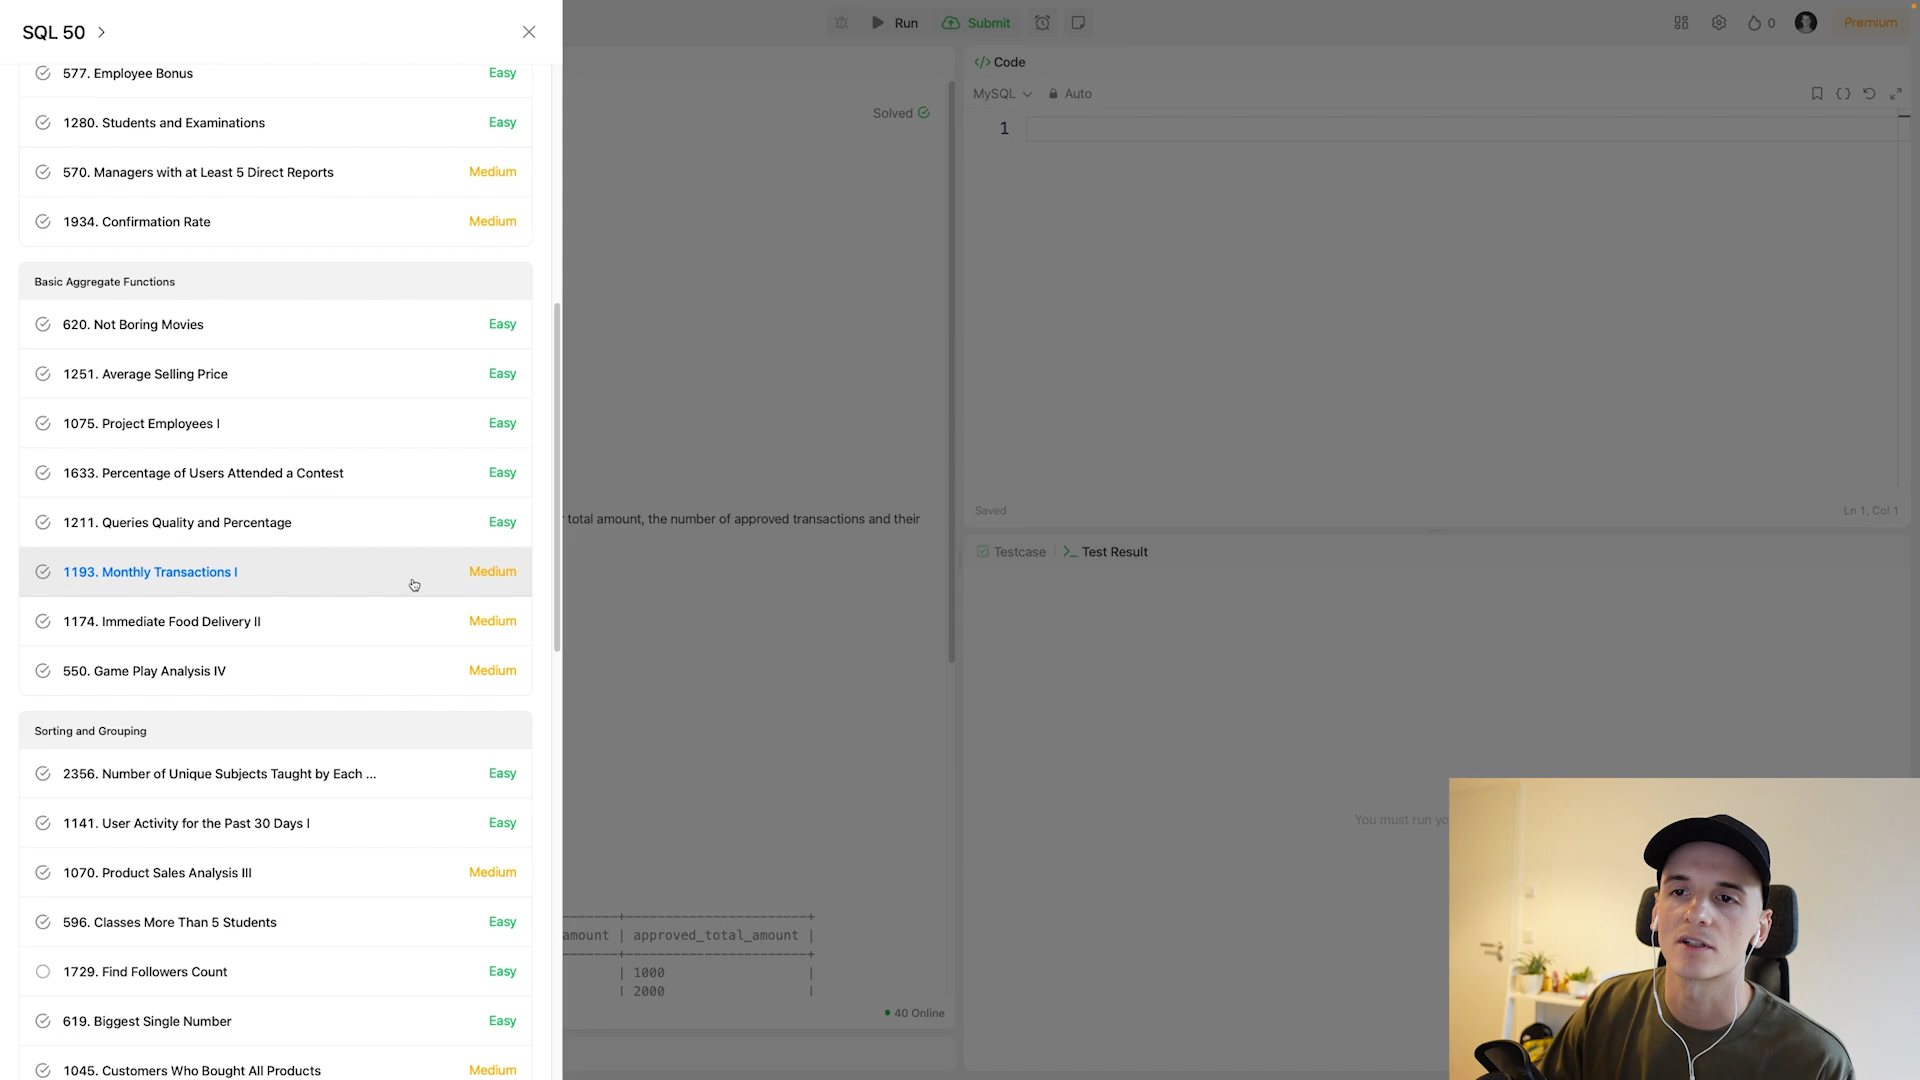 SQL 50
577. Employee Bonus Easy
1280. Students and Examinations Easy
570. Managers with at Least 5 Direct Reports Medium
1934. Confirmation Rate Medium
Basic Aggregate Functions
620. Not Boring Movies Easy
1251. Average Selling Price Easy
1075. Project Employees I Easy
1633. Percentage of Users Attended a Contest Easy
1211. Queries Quality and Percentage Easy
1193. Monthly Transactions I Medium
1174. Immediate Food Delivery II Medium
550. Game Play Analysis IV Medium
Sorting and Grouping
2356. Number of Unique Subjects Taught by Each ... Easy
1141. User Activity for the Past 30 Days I Easy
1070. Product Sales Analysis III Medium
596. Classes More Than 5 Students Easy
1729. Find Followers Count Easy
619. Biggest Single Number Easy
1045. Customers Who Bought All Products Medium
Run Submit
0 Premium
Solved
total amount, the number of approved transactions and their
amount | approved_total_amount |
| 1000 |
| 2000 |
40 Online
</> Code
MySQL Auto
1
Saved Ln 1, Col 1
Testcase Test Result
You must run